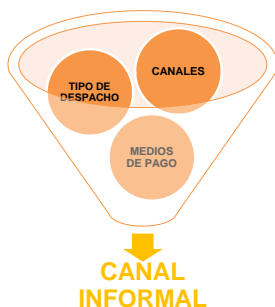 CANALES
TIPO DE
DESPACHO
MEDIOS
DE PAGO
CANAL
INFORMAL